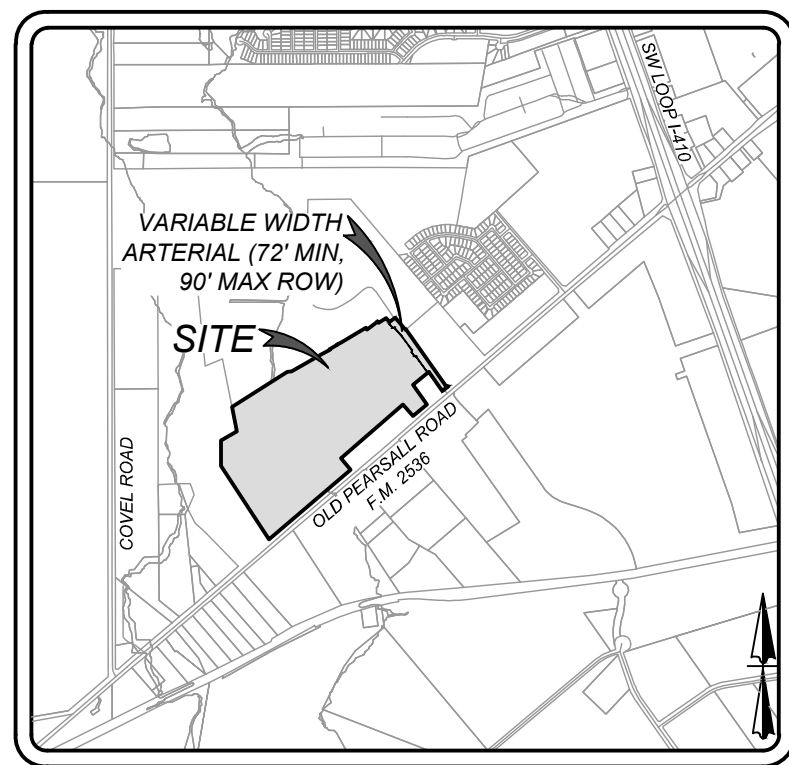 SW LOOP I-410
VARIABLE WIDTH
ARTERIAL (72' MIN,
90' MAX ROW)
SITE
OLD PEARSALL ROAD
F.M. 2536
COVEL ROAD